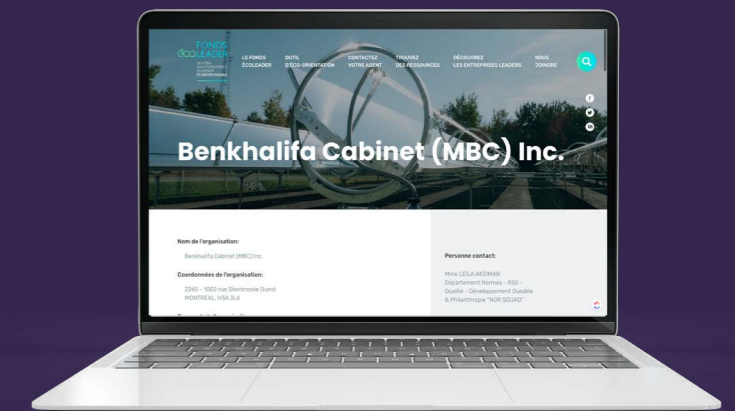 FONDS
ÉCOLEADER
LE FONDS
ÉCOLEADER
OUTIL
D'ÉCO-ORIENTATION
CONTACTEZ
VOTRE AGENT
TROUVEZ
DES RESSOURCES
DÉCOUVREZ
LES ENTREPRISES LEADERS
NOUS
JOINDRE
Benkhalifa Cabinet (MBC) Inc.
Nom de l'organisation:
Benkhalifa Cabinet (MBC) Inc.
Coordonnées de l'organisation:
2260 - 1002 rue Sherbrooke Ouest
MONTREAL, H3A 3L6
Personne contact:
Mme LEILA AKSIMAN
Département Normes - RSE -
Qualité - Développement Durable
& Philanthropie "NOR SQUAD"